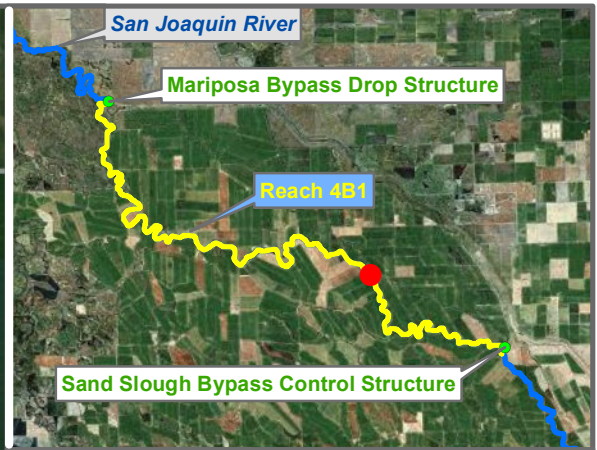 San Joaquin River
Mariposa Bypass Drop Structure
Reach 4B1
Sand Slough Bypass Control Structure